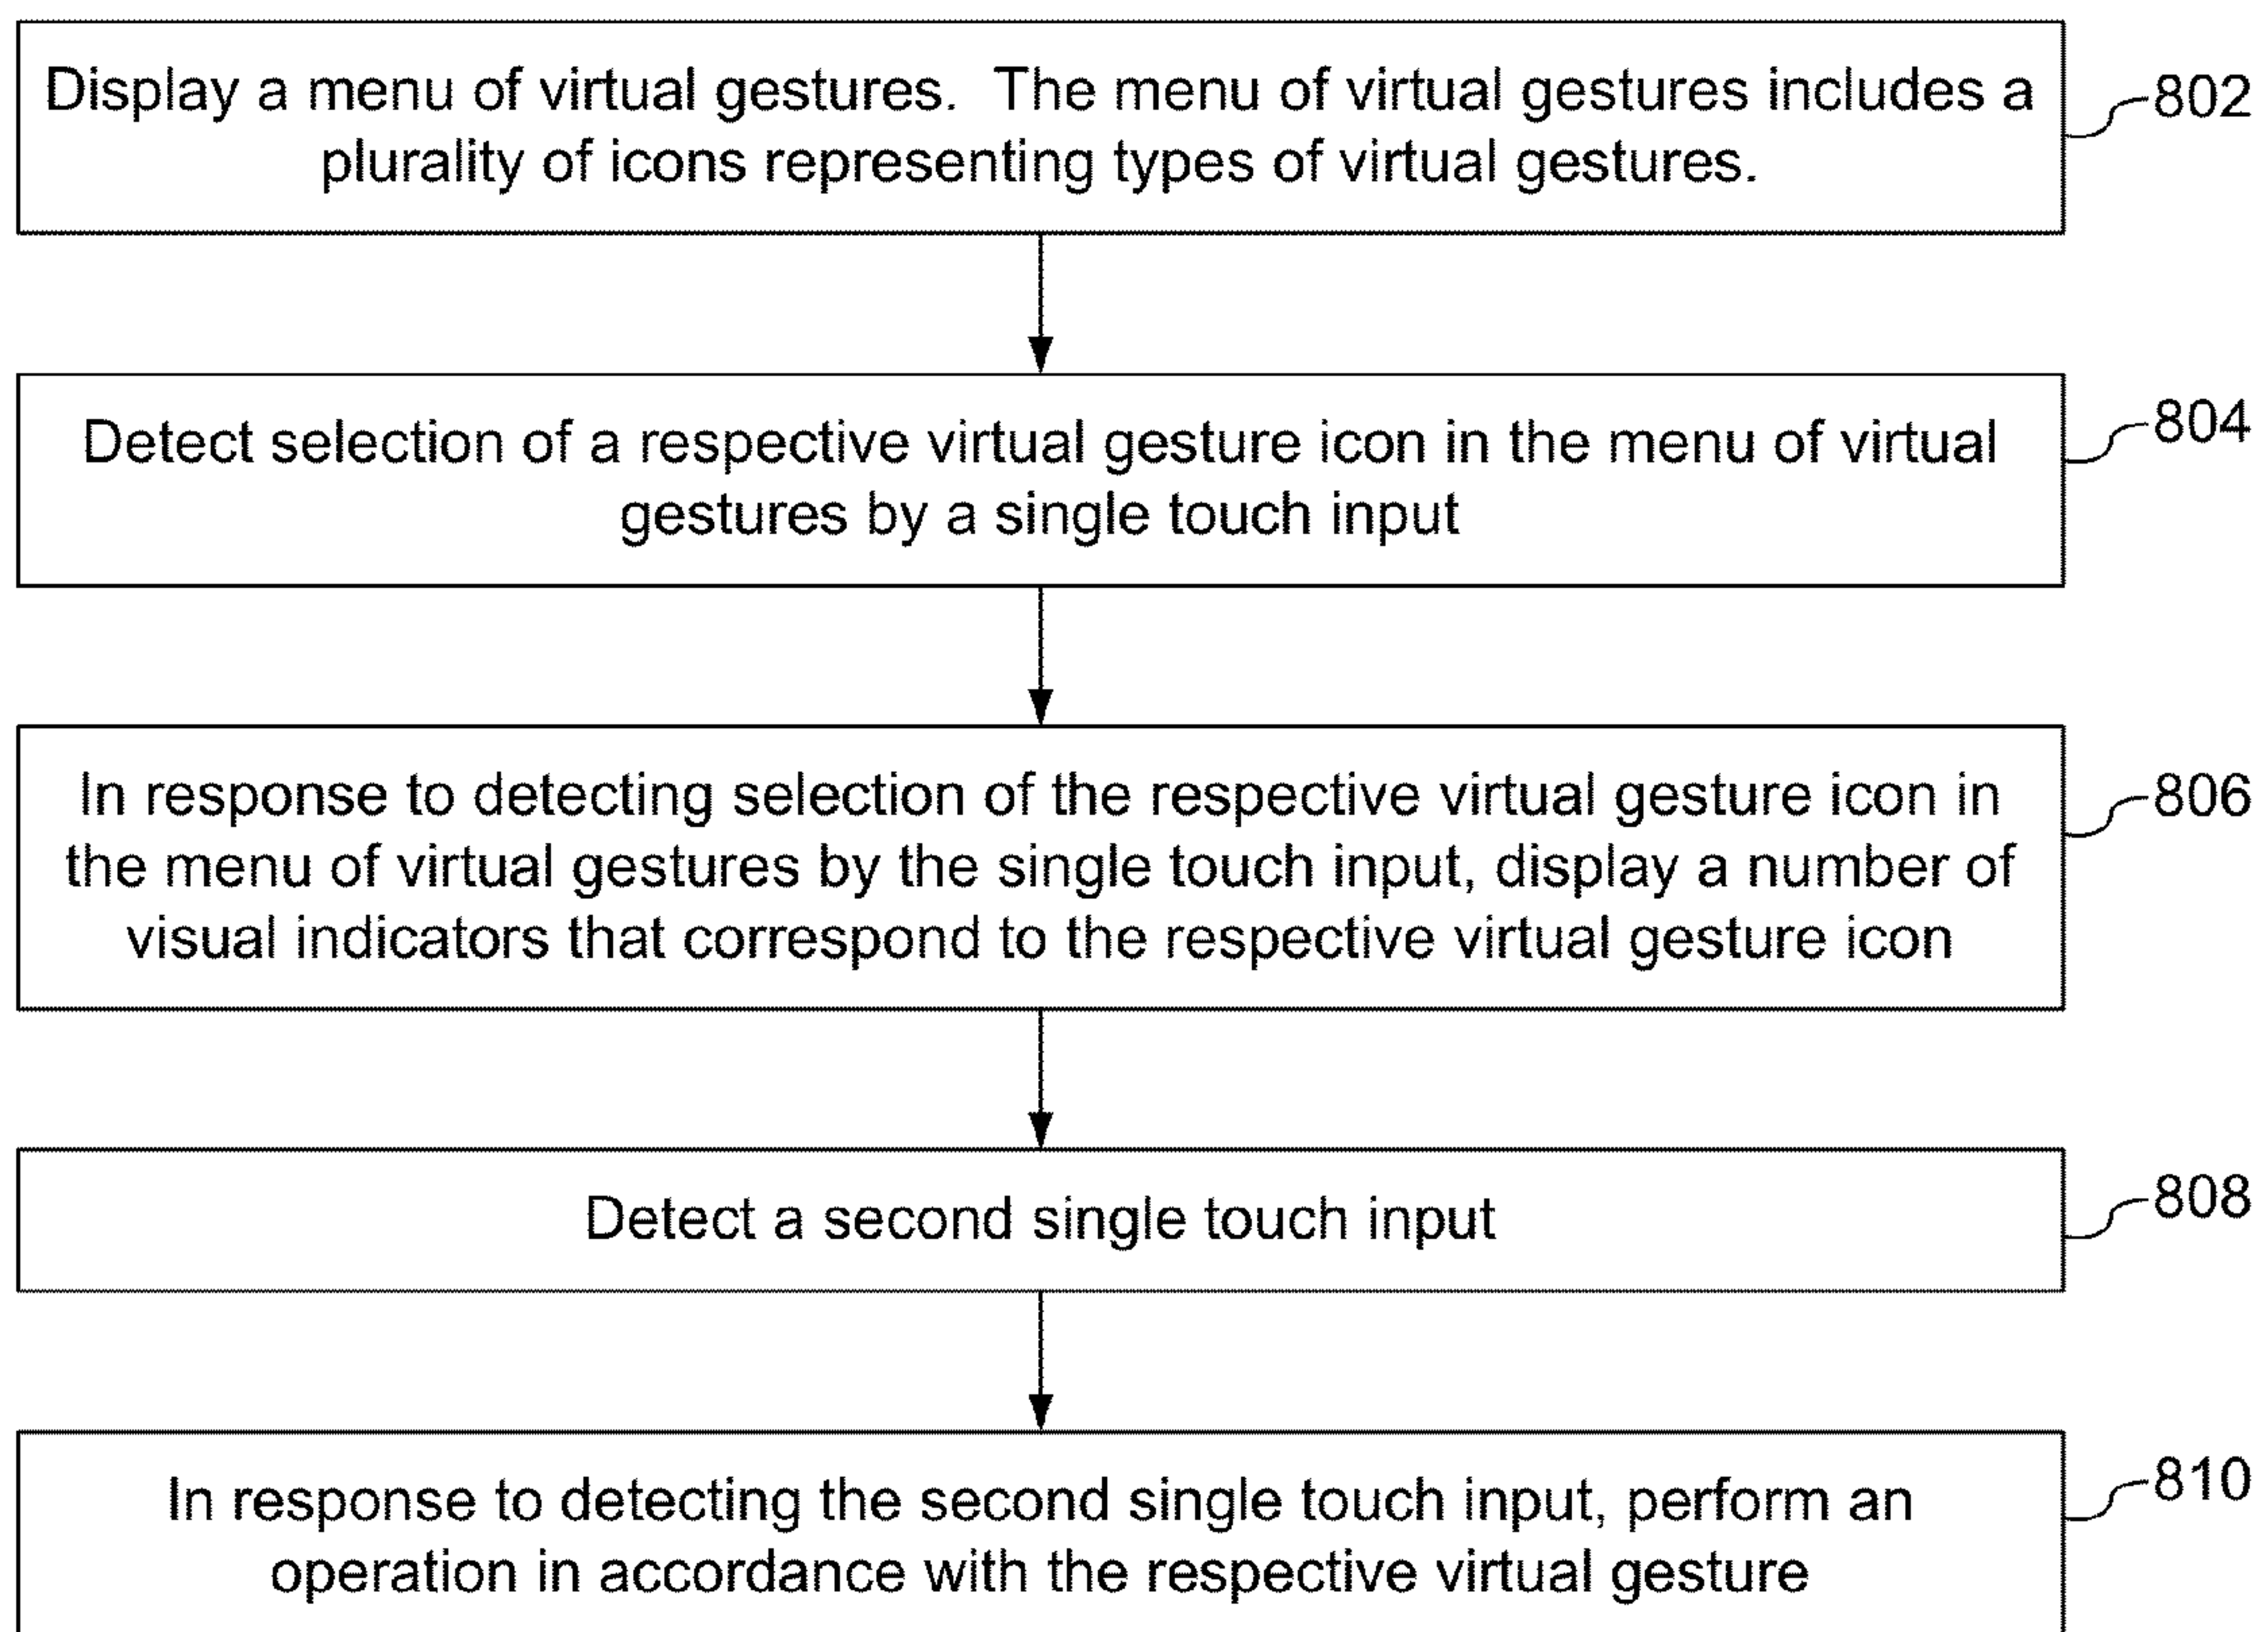 Display a menu of virtual gestures.  The menu of virtual gestures includes a
plurality of icons representing types of virtual gestures.
802
Detect selection of a respective virtual gesture icon in the menu of virtual
gestures by a single touch input
804
In response to detecting selection of the respective virtual gesture icon in
the menu of virtual gestures by the single touch input, display a number of
visual indicators that correspond to the respective virtual gesture icon
806
Detect a second single touch input
808
In response to detecting the second single touch input, perform an
operation in accordance with the respective virtual gesture
810